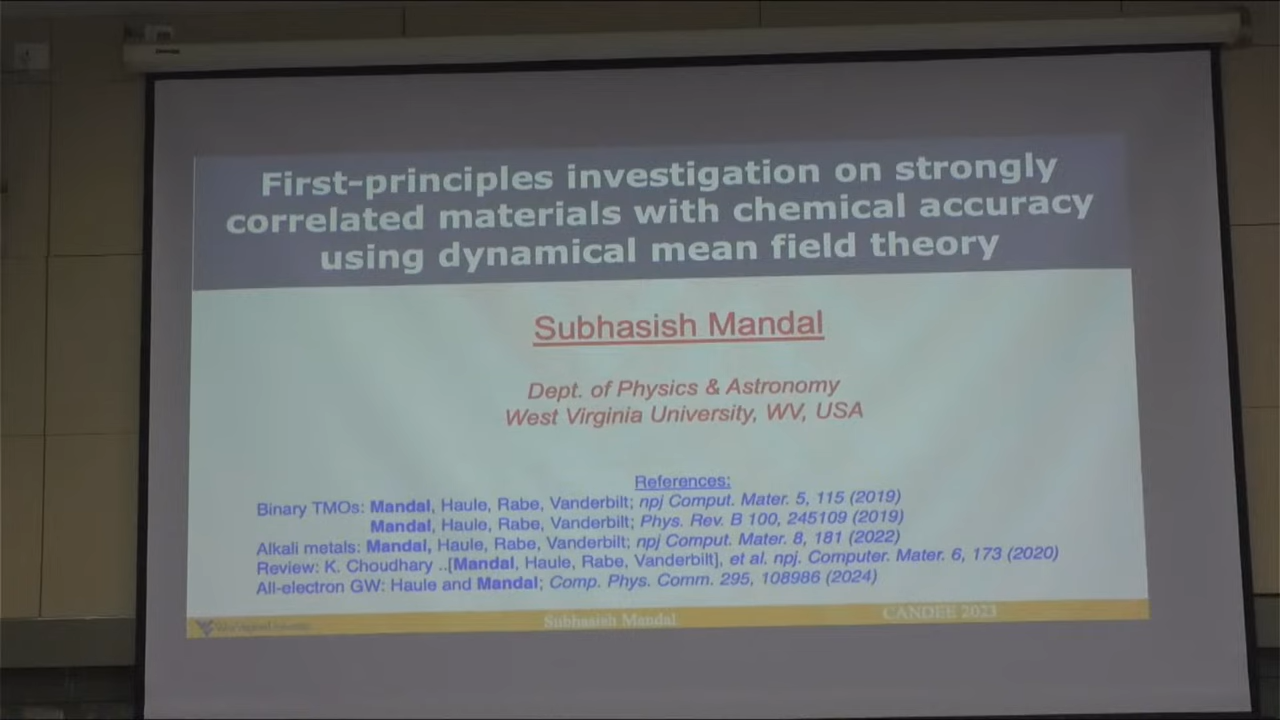 First-principles investigation on strongly
correlated materials with chemical accuracy
using dynamical mean field theory
Subhasish Mandal
Dept. of Physics & Astronomy
West Virginia University, WV, USA
References:
Binary TMOs: Mandal, Haule, Rabe, Vanderbilt; npj Comput. Mater. 5, 115 (2019)
Mandal, Haule, Rabe, Vanderbilt; Phys. Rev. B 100, 245109 (2019)
Alkali metals: Mandal, Haule, Rabe, Vanderbilt; npj Comput. Mater. 8, 181 (2022)
Review: K. Choudhary ..[Mandal, Haule, Rabe, Vanderbilt], et al. npj. Computer. Mater. 6, 173 (2020)
All-electron GW: Haule and Mandal; Comp. Phys. Comm. 295, 108986 (2024)
Subhasish Mandal
CANDEE 2023